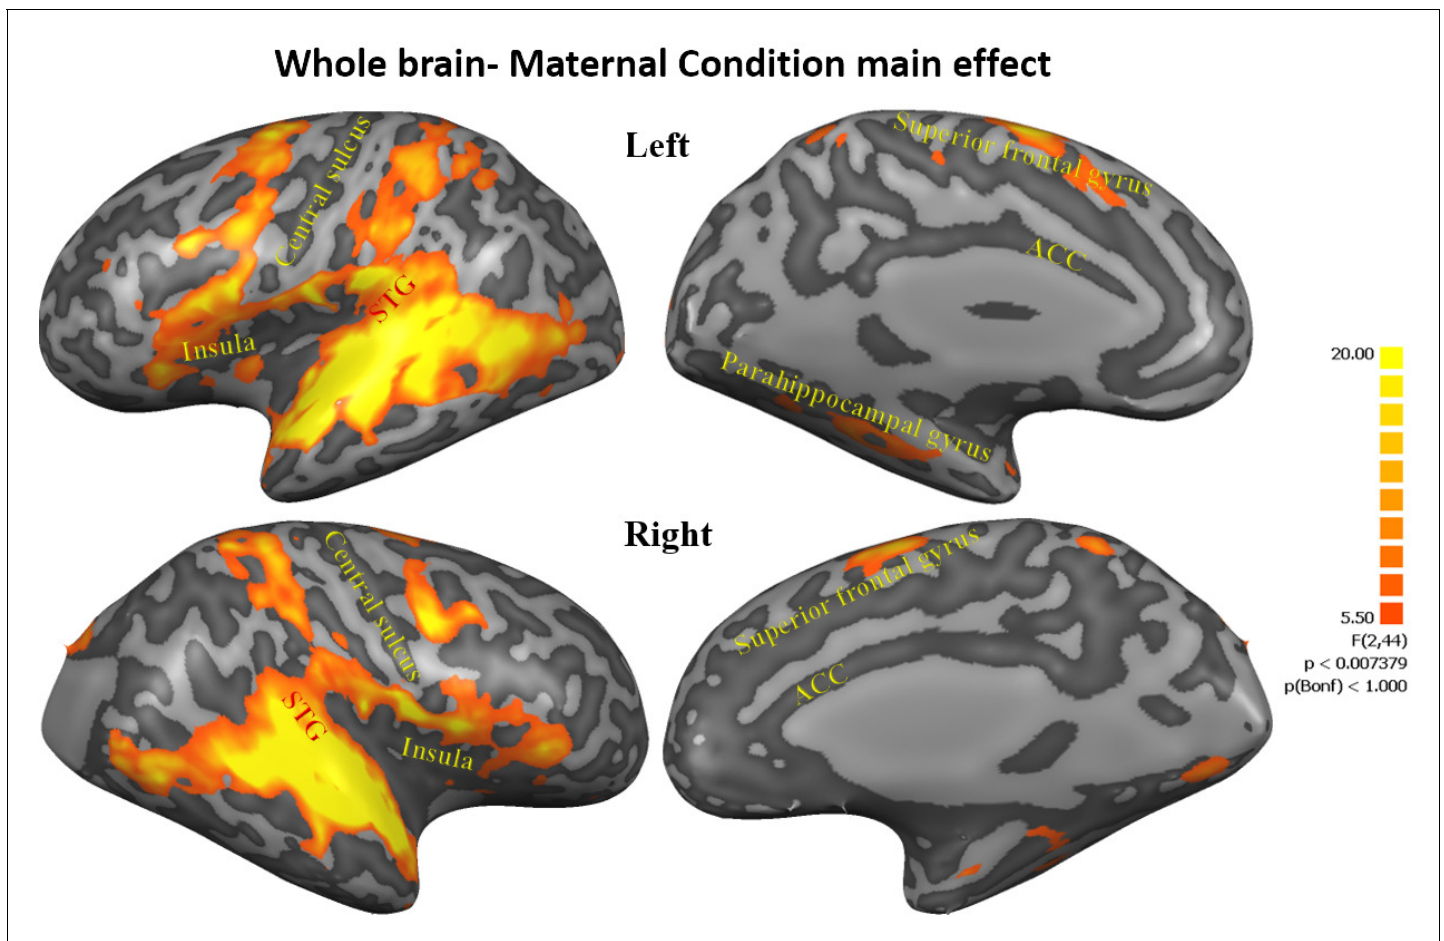 Whole brain- Maternal Condition main effect
Left
Central sulcus
STG
Insula
Superior frontal gyrus
ACC
Parahippocampal gyrus
Right
Central sulcus
STG
Insula
Superior frontal gyrus
ACC
20.00
5.50
F(2,44)
p < 0.007379
p(Bonf) < 1.000